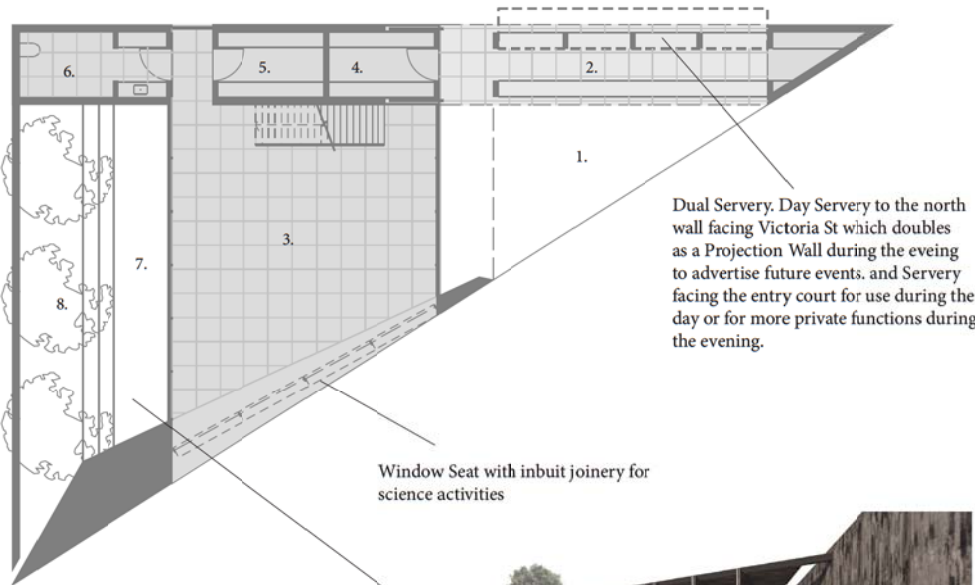 6.
5.
4.
2.
1.
3.
7.
8.
Dual Servery. Day Servery to the north
wall facing Victoria St which doubles
as a Projection Wall during the eveing
to advertise future events. and Servery
facing the entry court for use during the
day or for more private functions during
the evening.
Window Seat with inbuit joinery for
science activities